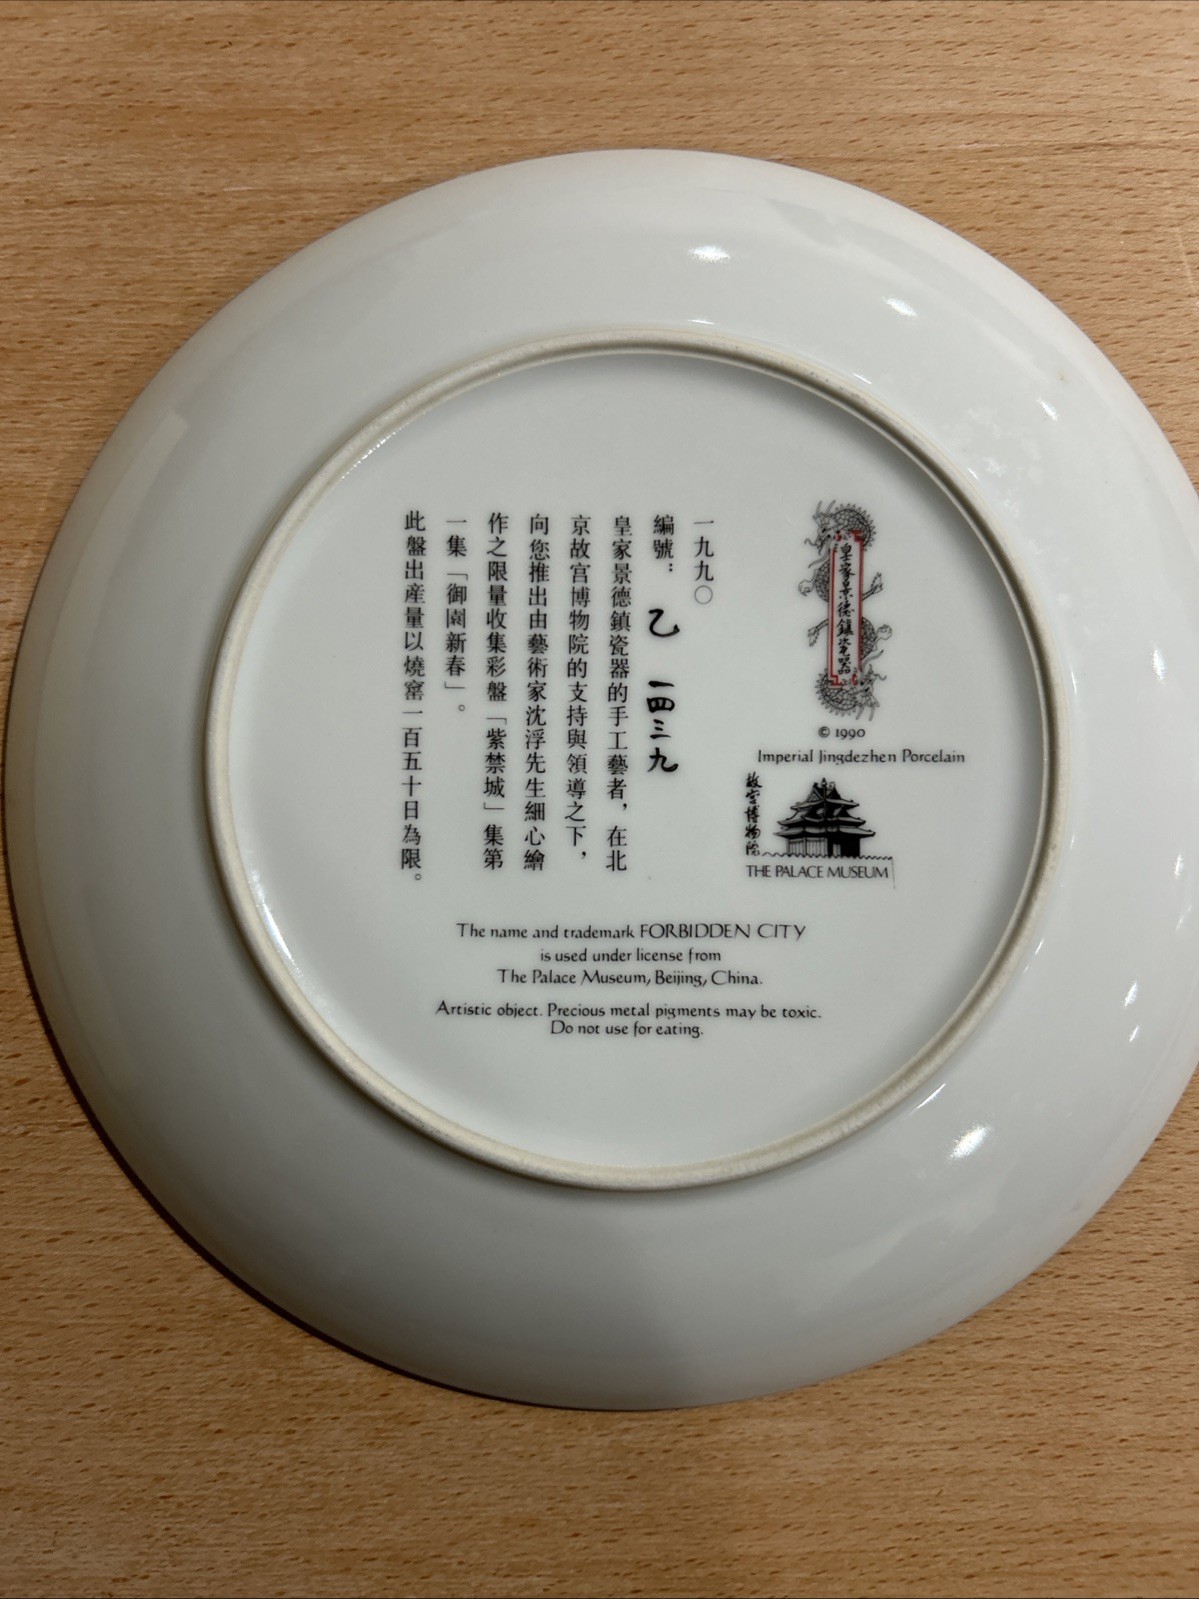 一九九〇
編號：乙 一四三九
皇家景德鎮瓷器的手工藝者，在北
京故宮博物院的支持與領導之下，
向您推出由藝術家沈浮先生細心繪
作之限量收集彩盤「紫禁城」集第
一集「御園新春」。
此盤出産量以燒窰一百五十日為限。
皇家景德鎮瓷器
© 1990
Imperial Jingdezhen Porcelain
故宮博物院
THE PALACE MUSEUM
The name and trademark FORBIDDEN CITY
is used under license from
The Palace Museum, Beijing, China.
Artistic object. Precious metal pigments may be toxic.
Do not use for eating.